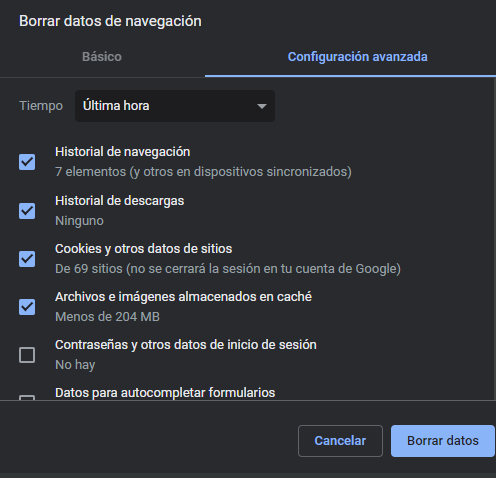 Borrar datos de navegación
Básico
Configuración avanzada
Tiempo
Última hora
Historial de navegación
7 elementos (y otros en dispositivos sincronizados)
Historial de descargas
Ninguno
Cookies y otros datos de sitios
De 69 sitios (no se cerrará la sesión en tu cuenta de Google)
Archivos e imágenes almacenados en caché
Menos de 204 MB
Contraseñas y otros datos de inicio de sesión
No hay
Datos para autocompletar formularios
Cancelar
Borrar datos